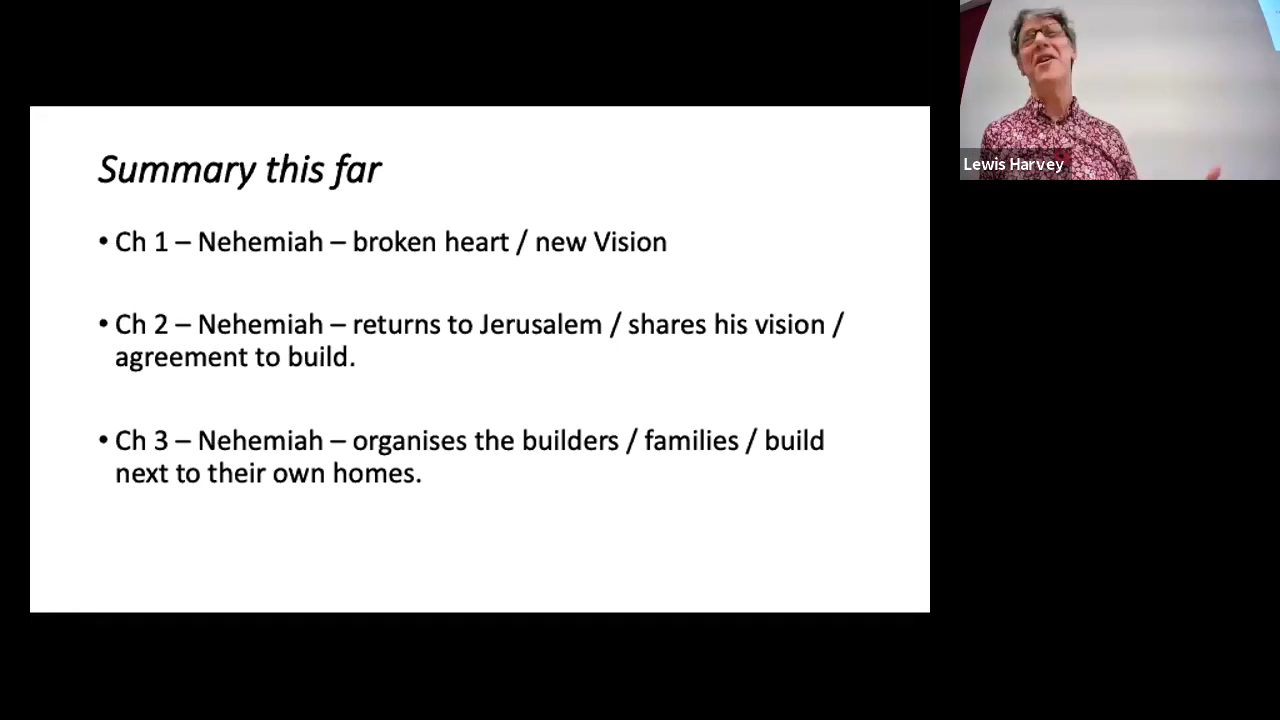 Summary this far
• Ch 1 – Nehemiah – broken heart / new Vision
• Ch 2 – Nehemiah – returns to Jerusalem / shares his vision /
agreement to build.
• Ch 3 – Nehemiah – organises the builders / families / build
next to their own homes.
Lewis Harvey